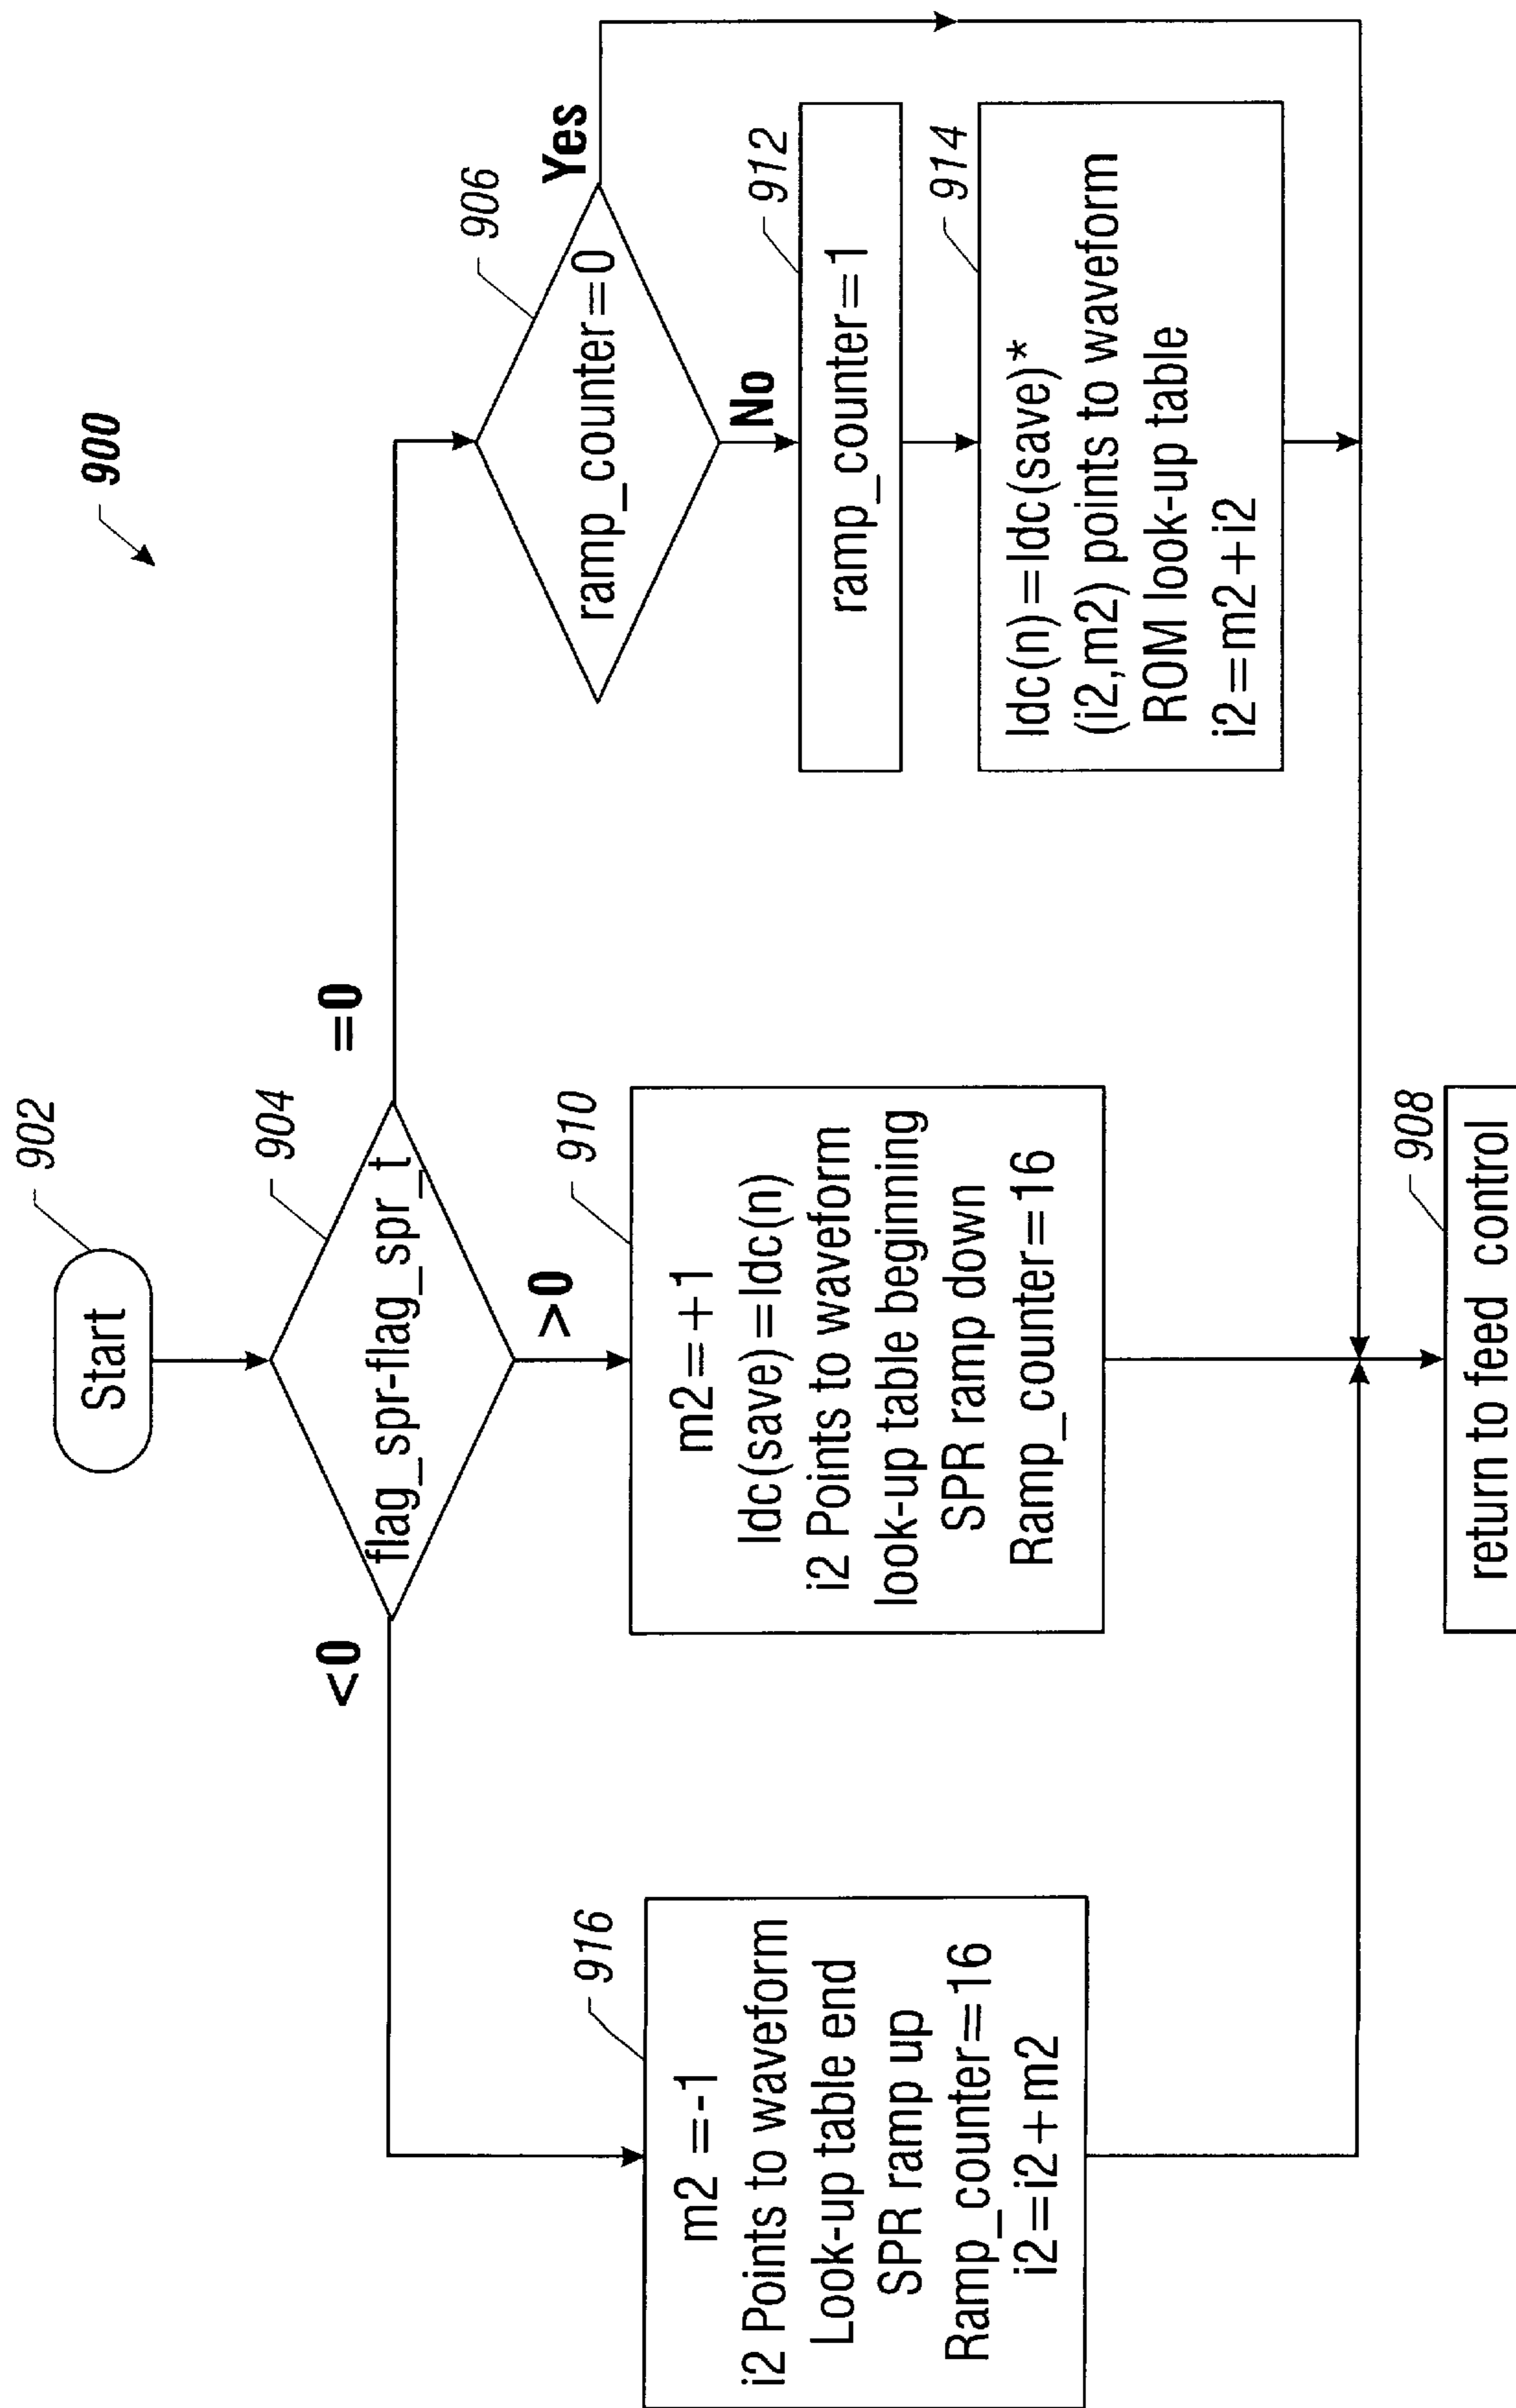 900
902
Start
904
flag_spr-flag_spr_t
<0
>0
=0
906
ramp_counter=0
Yes
No
912
ramp_counter=1
914
Idc(n)=Idc(save)*
(i2,m2) points to waveform
ROM look-up table
i2=m2+i2
910
m2=+1
Idc(save)=Idc(n)
i2 Points to waveform
look-up table beginning
SPR ramp down
Ramp_counter=16
916
m2 =-1
i2 Points to waveform
Look-up table end
SPR ramp up
Ramp_counter=16
i2=i2+m2
908
return to feed control